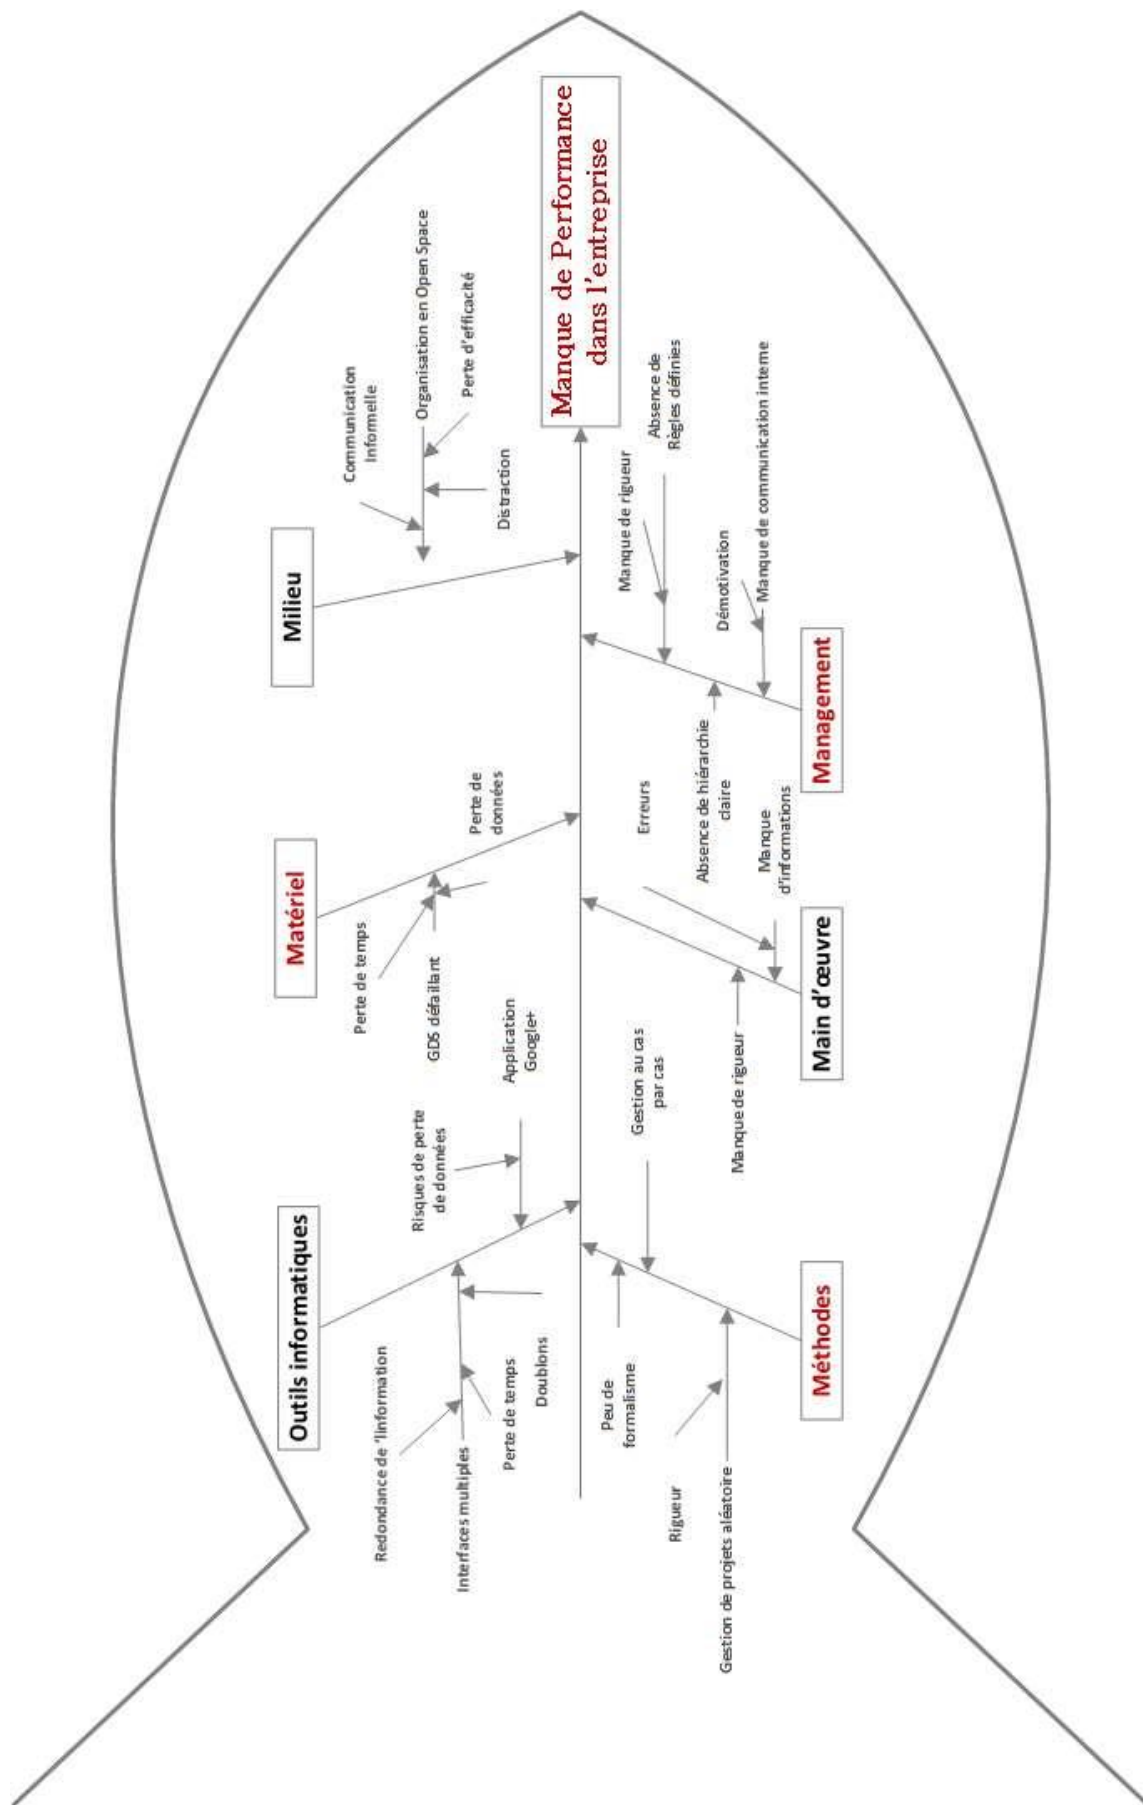 Outils informatiques
Redondance de 'linformation
Interfaces multiples
Perte de temps
Doublons
Risques de perte
de données
Application
Google+
Matériel
Perte de temps
GDS défaillant
Perte de
données
Milieu
Communication
Informelle
Organisation en Open Space
Perte d'efficacité
Distraction
Manque de Performance
dans l'entreprise
Méthodes
Peu de
formalisme
Rigueur
Gestion de projets aléatoire
Gestion au cas
par cas
Main d'œuvre
Manque de rigueur
Erreurs
Manque
d'informations
Management
Absence de hiérarchie
claire
Manque de rigueur
Absence de
Règles définies
Démotivation
Manque de communication interne